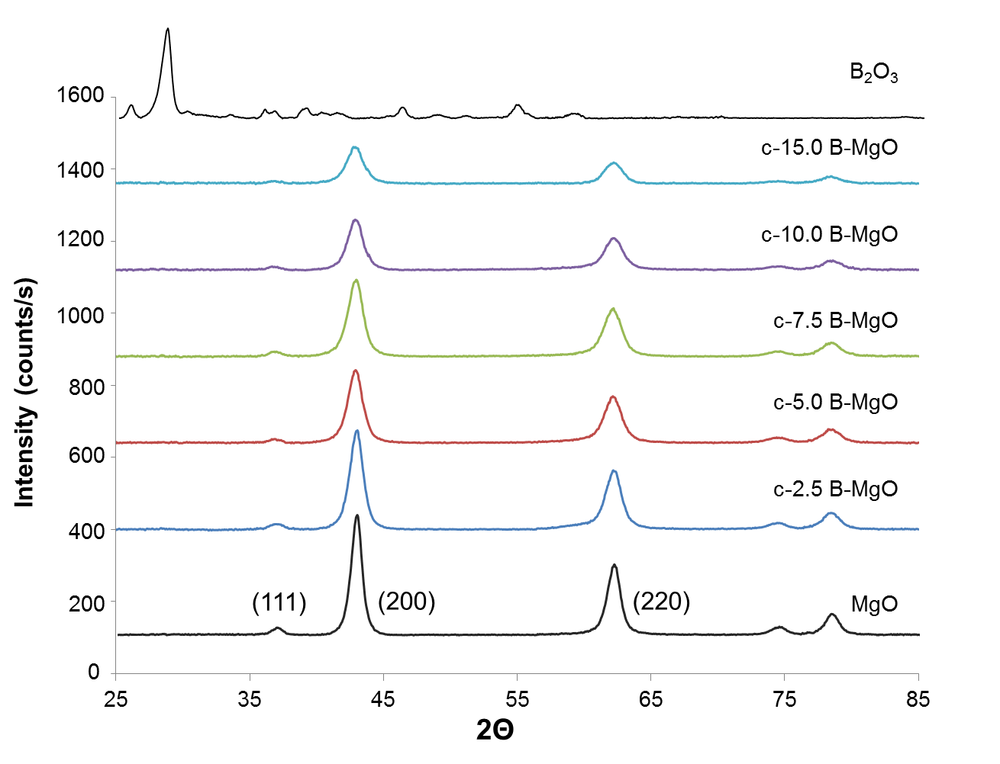 B₂O₃
1600
c-15.0 B-MgO
1400
c-10.0 B-MgO
1200
c-7.5 B-MgO
1000
c-5.0 B-MgO
800
600
c-2.5 B-MgO
400
(111) (200) (220) MgO
200
0
25 35 45 55 65 75 85
2Θ
Intensity (counts/s)